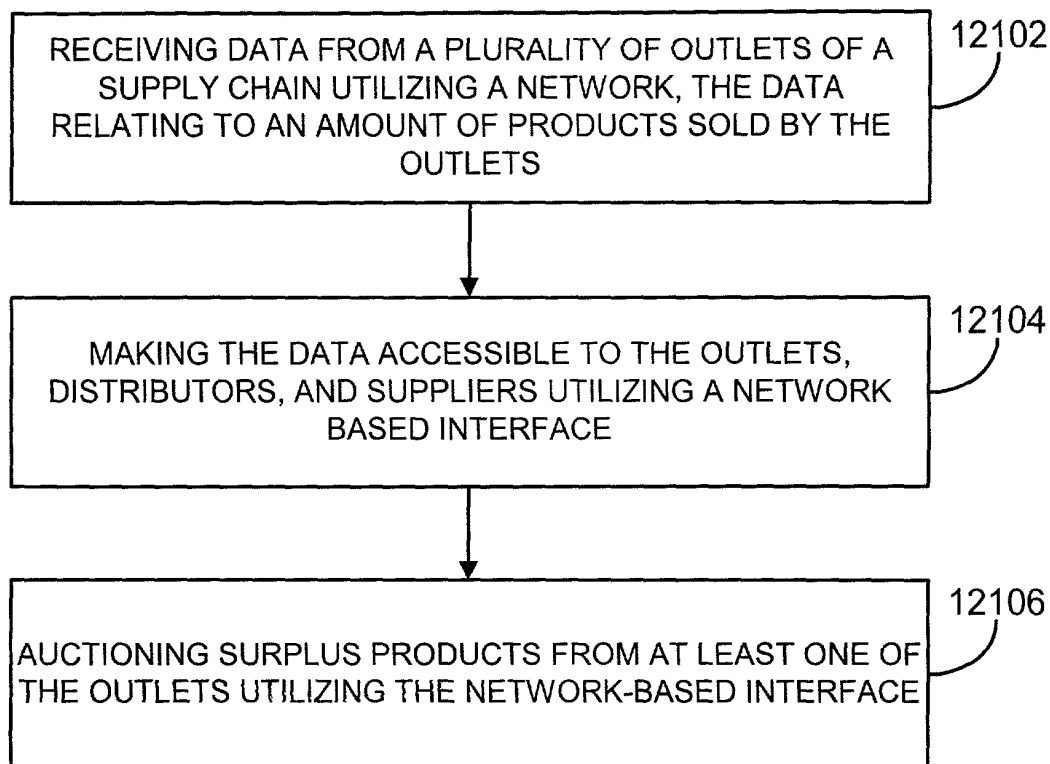 RECEIVING DATA FROM A PLURALITY OF OUTLETS OF A
SUPPLY CHAIN UTILIZING A NETWORK, THE DATA
RELATING TO AN AMOUNT OF PRODUCTS SOLD BY THE
OUTLETS
12102
MAKING THE DATA ACCESSIBLE TO THE OUTLETS,
DISTRIBUTORS, AND SUPPLIERS UTILIZING A NETWORK
BASED INTERFACE
12104
AUCTIONING SURPLUS PRODUCTS FROM AT LEAST ONE OF
THE OUTLETS UTILIZING THE NETWORK-BASED INTERFACE
12106